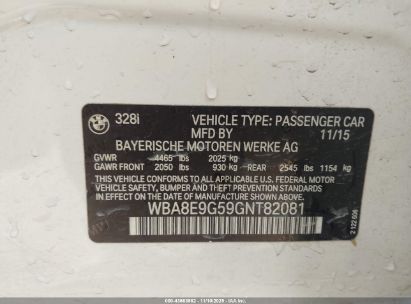 328i
VEHICLE TYPE: PASSENGER CAR
MFD BY 11/15
BAYERISCHE MOTOREN WERKE AG
GVWR 4465 lbs 2025 kg
GAWR FRONT 2050 lbs 930 kg REAR 2545 lbs 1154 kg
THIS VEHICLE CONFORMS TO ALL APPLICABLE U.S. FEDERAL MOTOR
VEHICLE SAFETY, BUMPER, AND THEFT PREVENTION STANDARDS IN
EFFECT ON THE DATE OF MANUFACTURE SHOWN ABOVE.
WBA8E9G59GNT82081